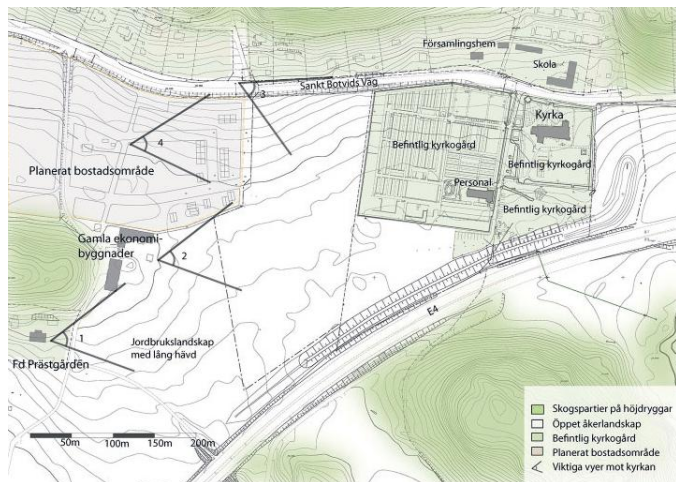 Församlingshem
Skola
Sankt Botvids Väg
3
Kyrka
4
Befintlig kyrkogård
Befintlig kyrkogård
Planerat bostadsområde
Personal
Befintlig kyrkogård
Gamla ekonomi-
byggnader
2
E4
1
Jordbrukslandskap
med lång hävd
Fd Prästgården
50m 100m 150m 200m
Skogspartier på höjdryggar
Öppet åkerlandskap
Befintlig kyrkogård
Planerat bostadsområde
Viktiga vyer mot kyrkan